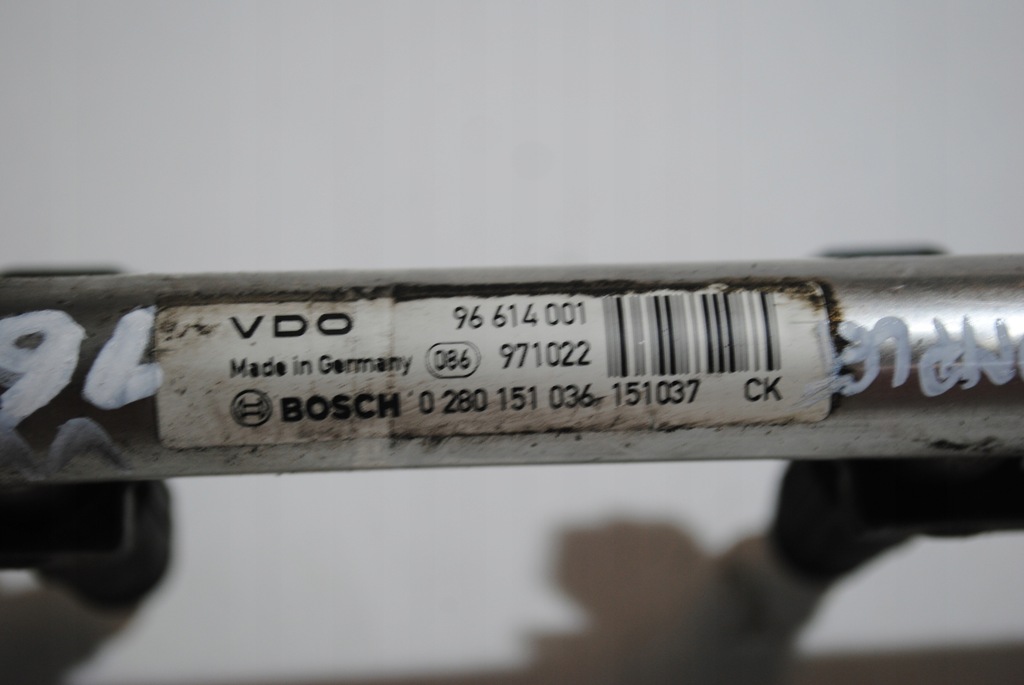 VDO 96 614 001
Made in Germany 086 971022
BOSCH 0 280 151 036- 151037 CK